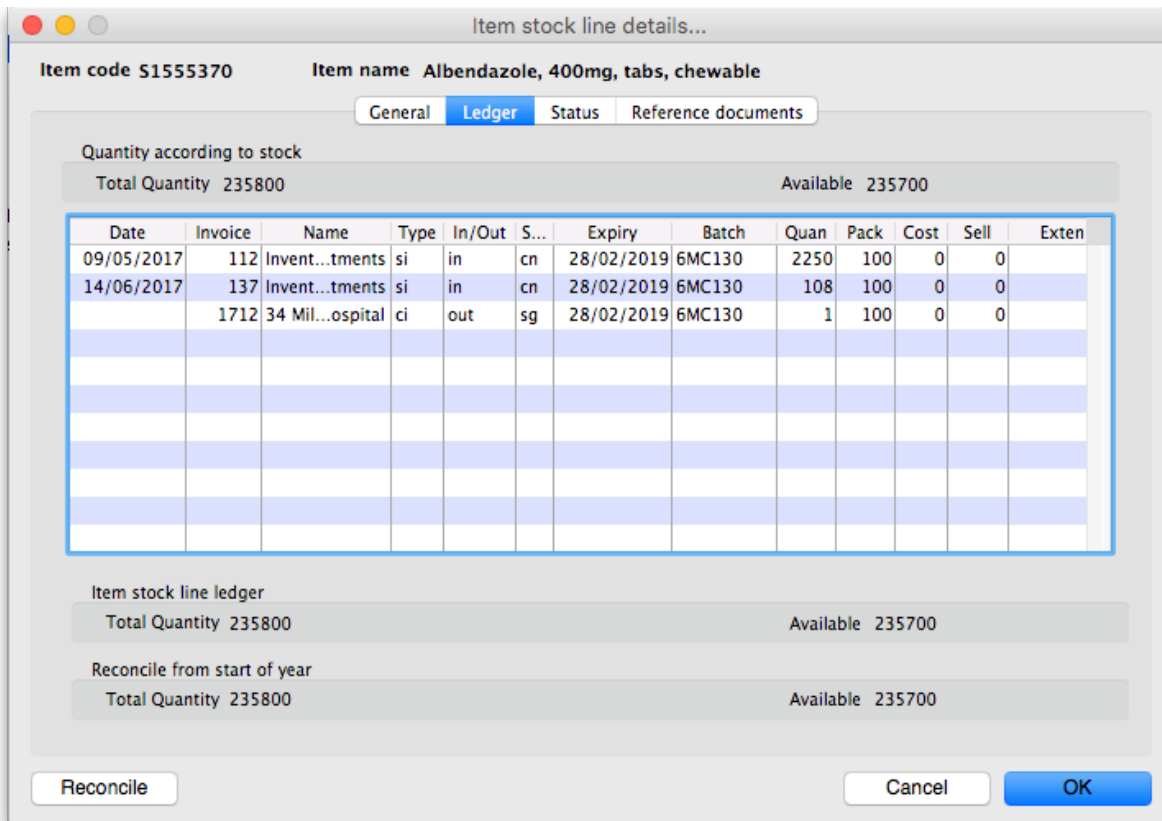 Item stock line details...
Item code S1555370 Item name Albendazole, 400mg, tabs, chewable
General Ledger Status Reference documents
Quantity according to stock
Total Quantity 235800 Available 235700
Date Invoice Name Type In/Out S... Expiry Batch Quan Pack Cost Sell Exten
09/05/2017 112 Invent...tments si in cn 28/02/2019 6MC130 2250 100 0 0
14/06/2017 137 Invent...tments si in cn 28/02/2019 6MC130 108 100 0 0
1712 34 Mil...ospital ci out sg 28/02/2019 6MC130 1 100 0 0
Item stock line ledger
Total Quantity 235800 Available 235700
Reconcile from start of year
Total Quantity 235800 Available 235700
Reconcile Cancel OK